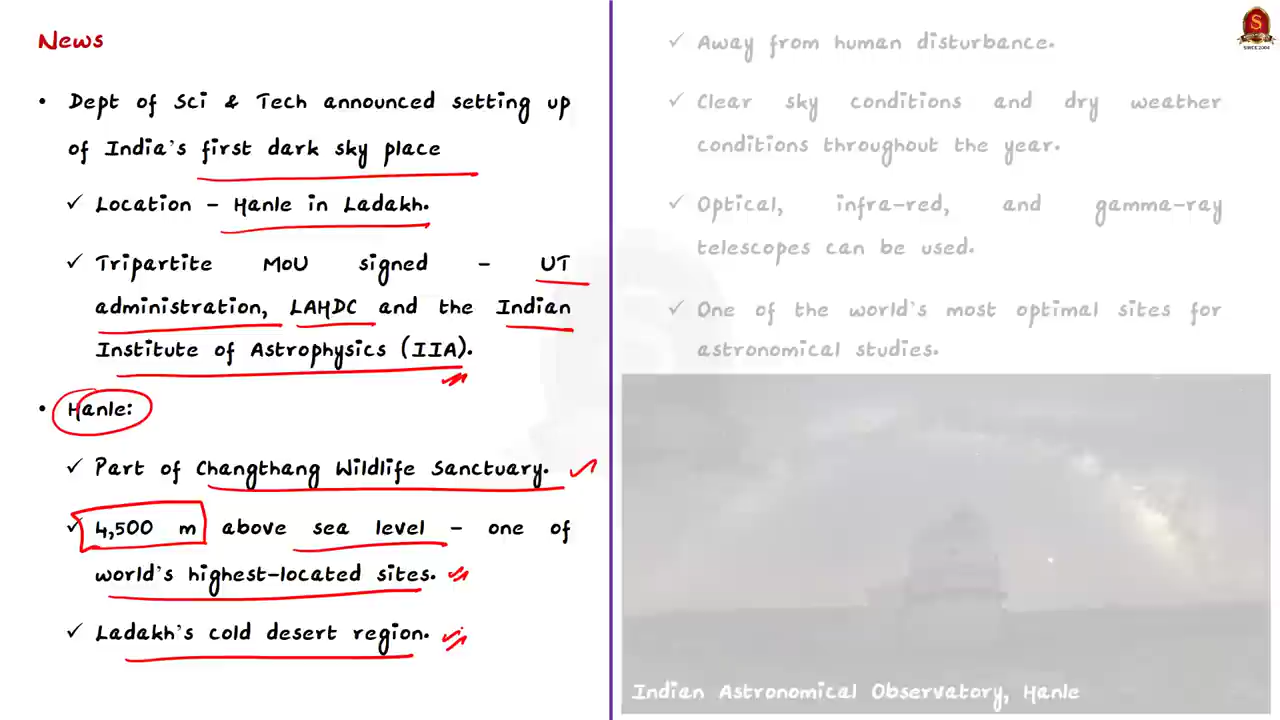 News
• Dept of Sci & Tech announced setting up
of India's first dark sky place
✓ Location – Hanle in Ladakh.
✓ Tripartite MoU signed – UT
administration, LAHDC and the Indian
Institute of Astrophysics (IIA).
• Hanle:
✓ Part of Changthang Wildlife Sanctuary.
✓ 4,500 m above sea level – one of
world's highest-located sites.
✓ Ladakh's cold desert region.
✓ Away from human disturbance.
✓ Clear sky conditions and dry weather
conditions throughout the year.
✓ Optical, infra-red, and gamma-ray
telescopes can be used.
✓ One of the world's most optimal sites for
astronomical studies.
Indian Astronomical Observatory, Hanle
S
SINCE 2004